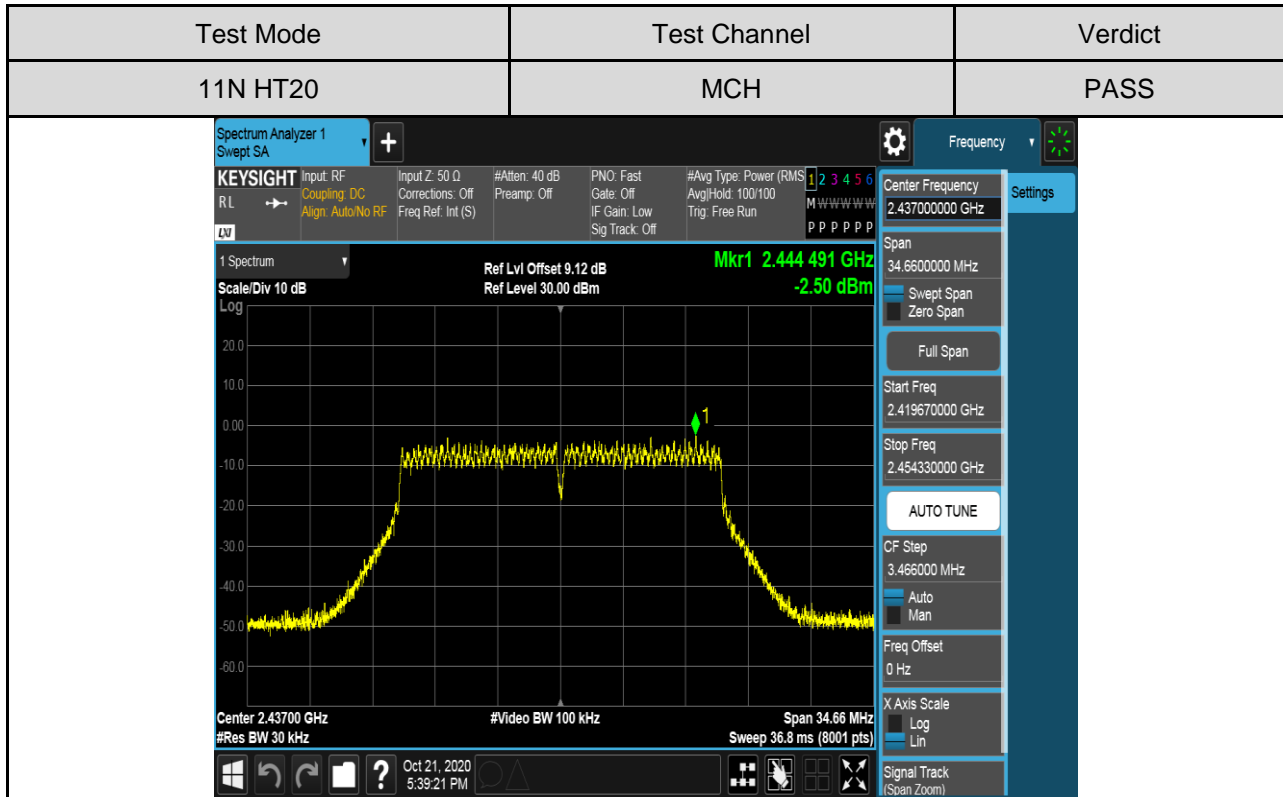 Test Mode Test Channel Verdict
11N HT20 MCH PASS
Spectrum Analyzer 1
Swept SA
+
Frequency
KEYSIGHT
RL
LXI
Input: RF
Coupling: DC
Align: Auto/No RF
Input Z: 50 Ω
Corrections: Off
Freq Ref: Int (S)
#Atten: 40 dB
Preamp: Off
PNO: Fast
Gate: Off
IF Gain: Low
Sig Track: Off
#Avg Type: Power (RMS
Avg|Hold: 100/100
Trig: Free Run
1 2 3 4 5 6
M W W W W W
P P P P P P
Center Frequency
2.437000000 GHz
Settings
1 Spectrum
Scale/Div 10 dB
Ref Lvl Offset 9.12 dB
Ref Level 30.00 dBm
Mkr1 2.444 491 GHz
-2.50 dBm
Log
20.0
10.0
0.00
-10.0
-20.0
-30.0
-40.0
-50.0
-60.0
1
Center 2.43700 GHz
#Res BW 30 kHz
#Video BW 100 kHz
Span 34.66 MHz
Sweep 36.8 ms (8001 pts)
Span
34.6600000 MHz
Swept Span
Zero Span
Full Span
Start Freq
2.419670000 GHz
Stop Freq
2.454330000 GHz
AUTO TUNE
CF Step
3.466000 MHz
Auto
Man
Freq Offset
0 Hz
X Axis Scale
Log
Lin
Signal Track
(Span Zoom)
?
Oct 21, 2020
5:39:21 PM